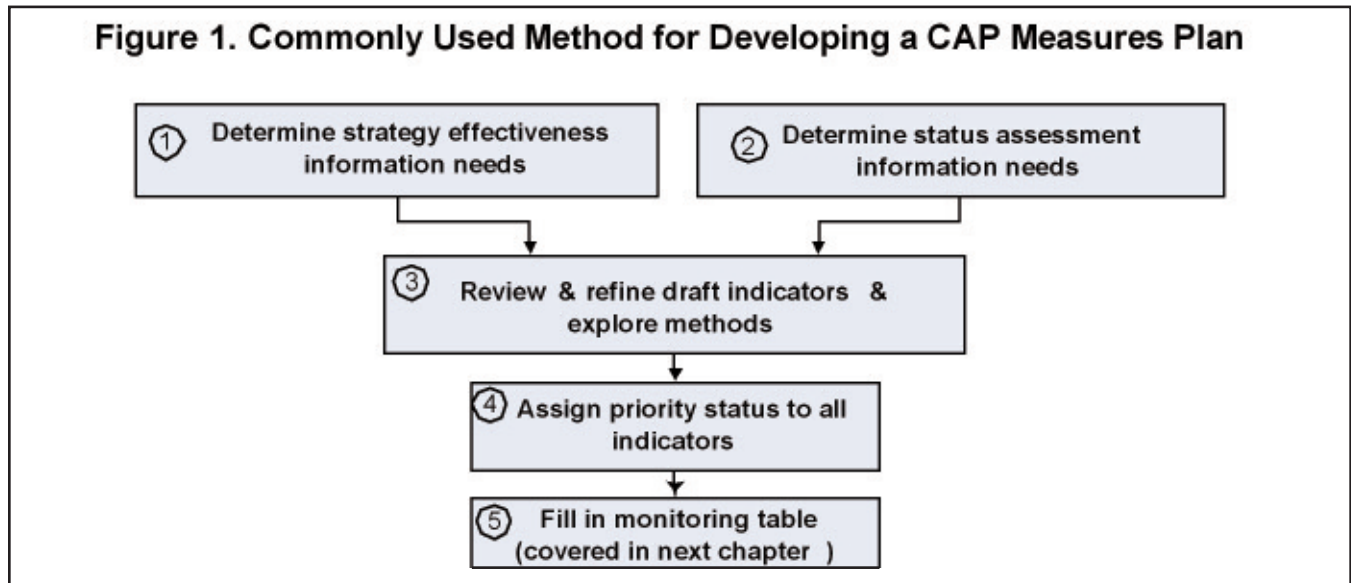 Figure 1. Commonly Used Method for Developing a CAP Measures Plan
1 Determine strategy effectiveness
information needs
2 Determine status assessment
information needs
3 Review & refine draft indicators &
explore methods
4 Assign priority status to all
indicators
5 Fill in monitoring table
(covered in next chapter )